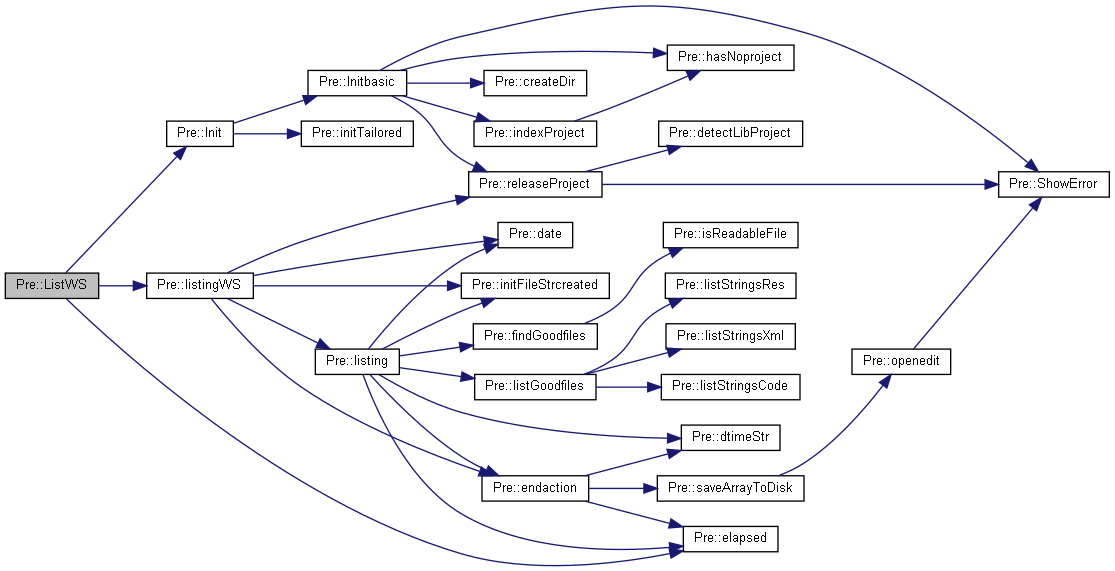 Pre::ListWS
Pre::Init
Pre::listingWS
Pre::Initbasic
Pre::initTailored
Pre::listing
Pre::createDir
Pre::indexProject
Pre::releaseProject
Pre::date
Pre::initFileStrcreated
Pre::findGoodfiles
Pre::listGoodfiles
Pre::endaction
Pre::hasNoproject
Pre::detectLibProject
Pre::isReadableFile
Pre::listStringsRes
Pre::listStringsXml
Pre::listStringsCode
Pre::dtimeStr
Pre::saveArrayToDisk
Pre::elapsed
Pre::openedit
Pre::ShowError